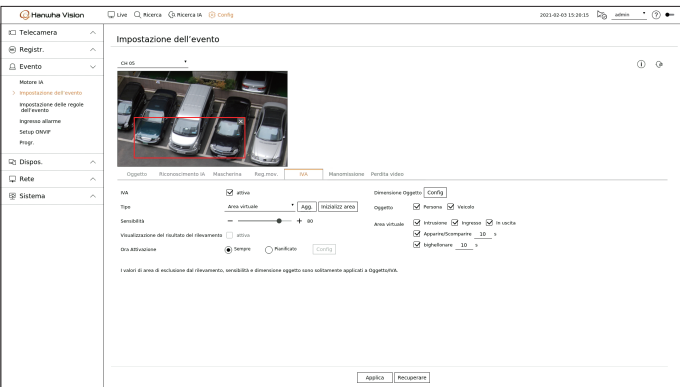 Hanwha Vision
Live Ricerca Ricerca IA Config
2021-02-03 15:20:15 admin
Telecamera
Registr.
Evento
Motore IA
Impostazione dell'evento
Impostazione delle regole
dell'evento
Ingresso allarme
Setup ONVIF
Progr.
Dispos.
Rete
Sistema
Impostazione dell'evento
CH 05
Oggetto Riconoscimento IA Mascherina Reg.mov. IVA Manomissione Perdita video
IVA attiva
Tipo Area virtuale Agg. Inizializz area
Sensibilità 80
Visualizzazione del risultato del rilevamento attiva
Ora Attivazione Sempre Pianificato Config
Dimensione Oggetto Config
Oggetto Persona Veicolo
Area virtuale Intrusione Ingresso In uscita
Apparire/Scomparire 10 s
bighellonare 10 s
I valori di area di esclusione dal rilevamento, sensibilità e dimensione oggetto sono solitamente applicati a Oggetto/IVA.
Applica Recuperare